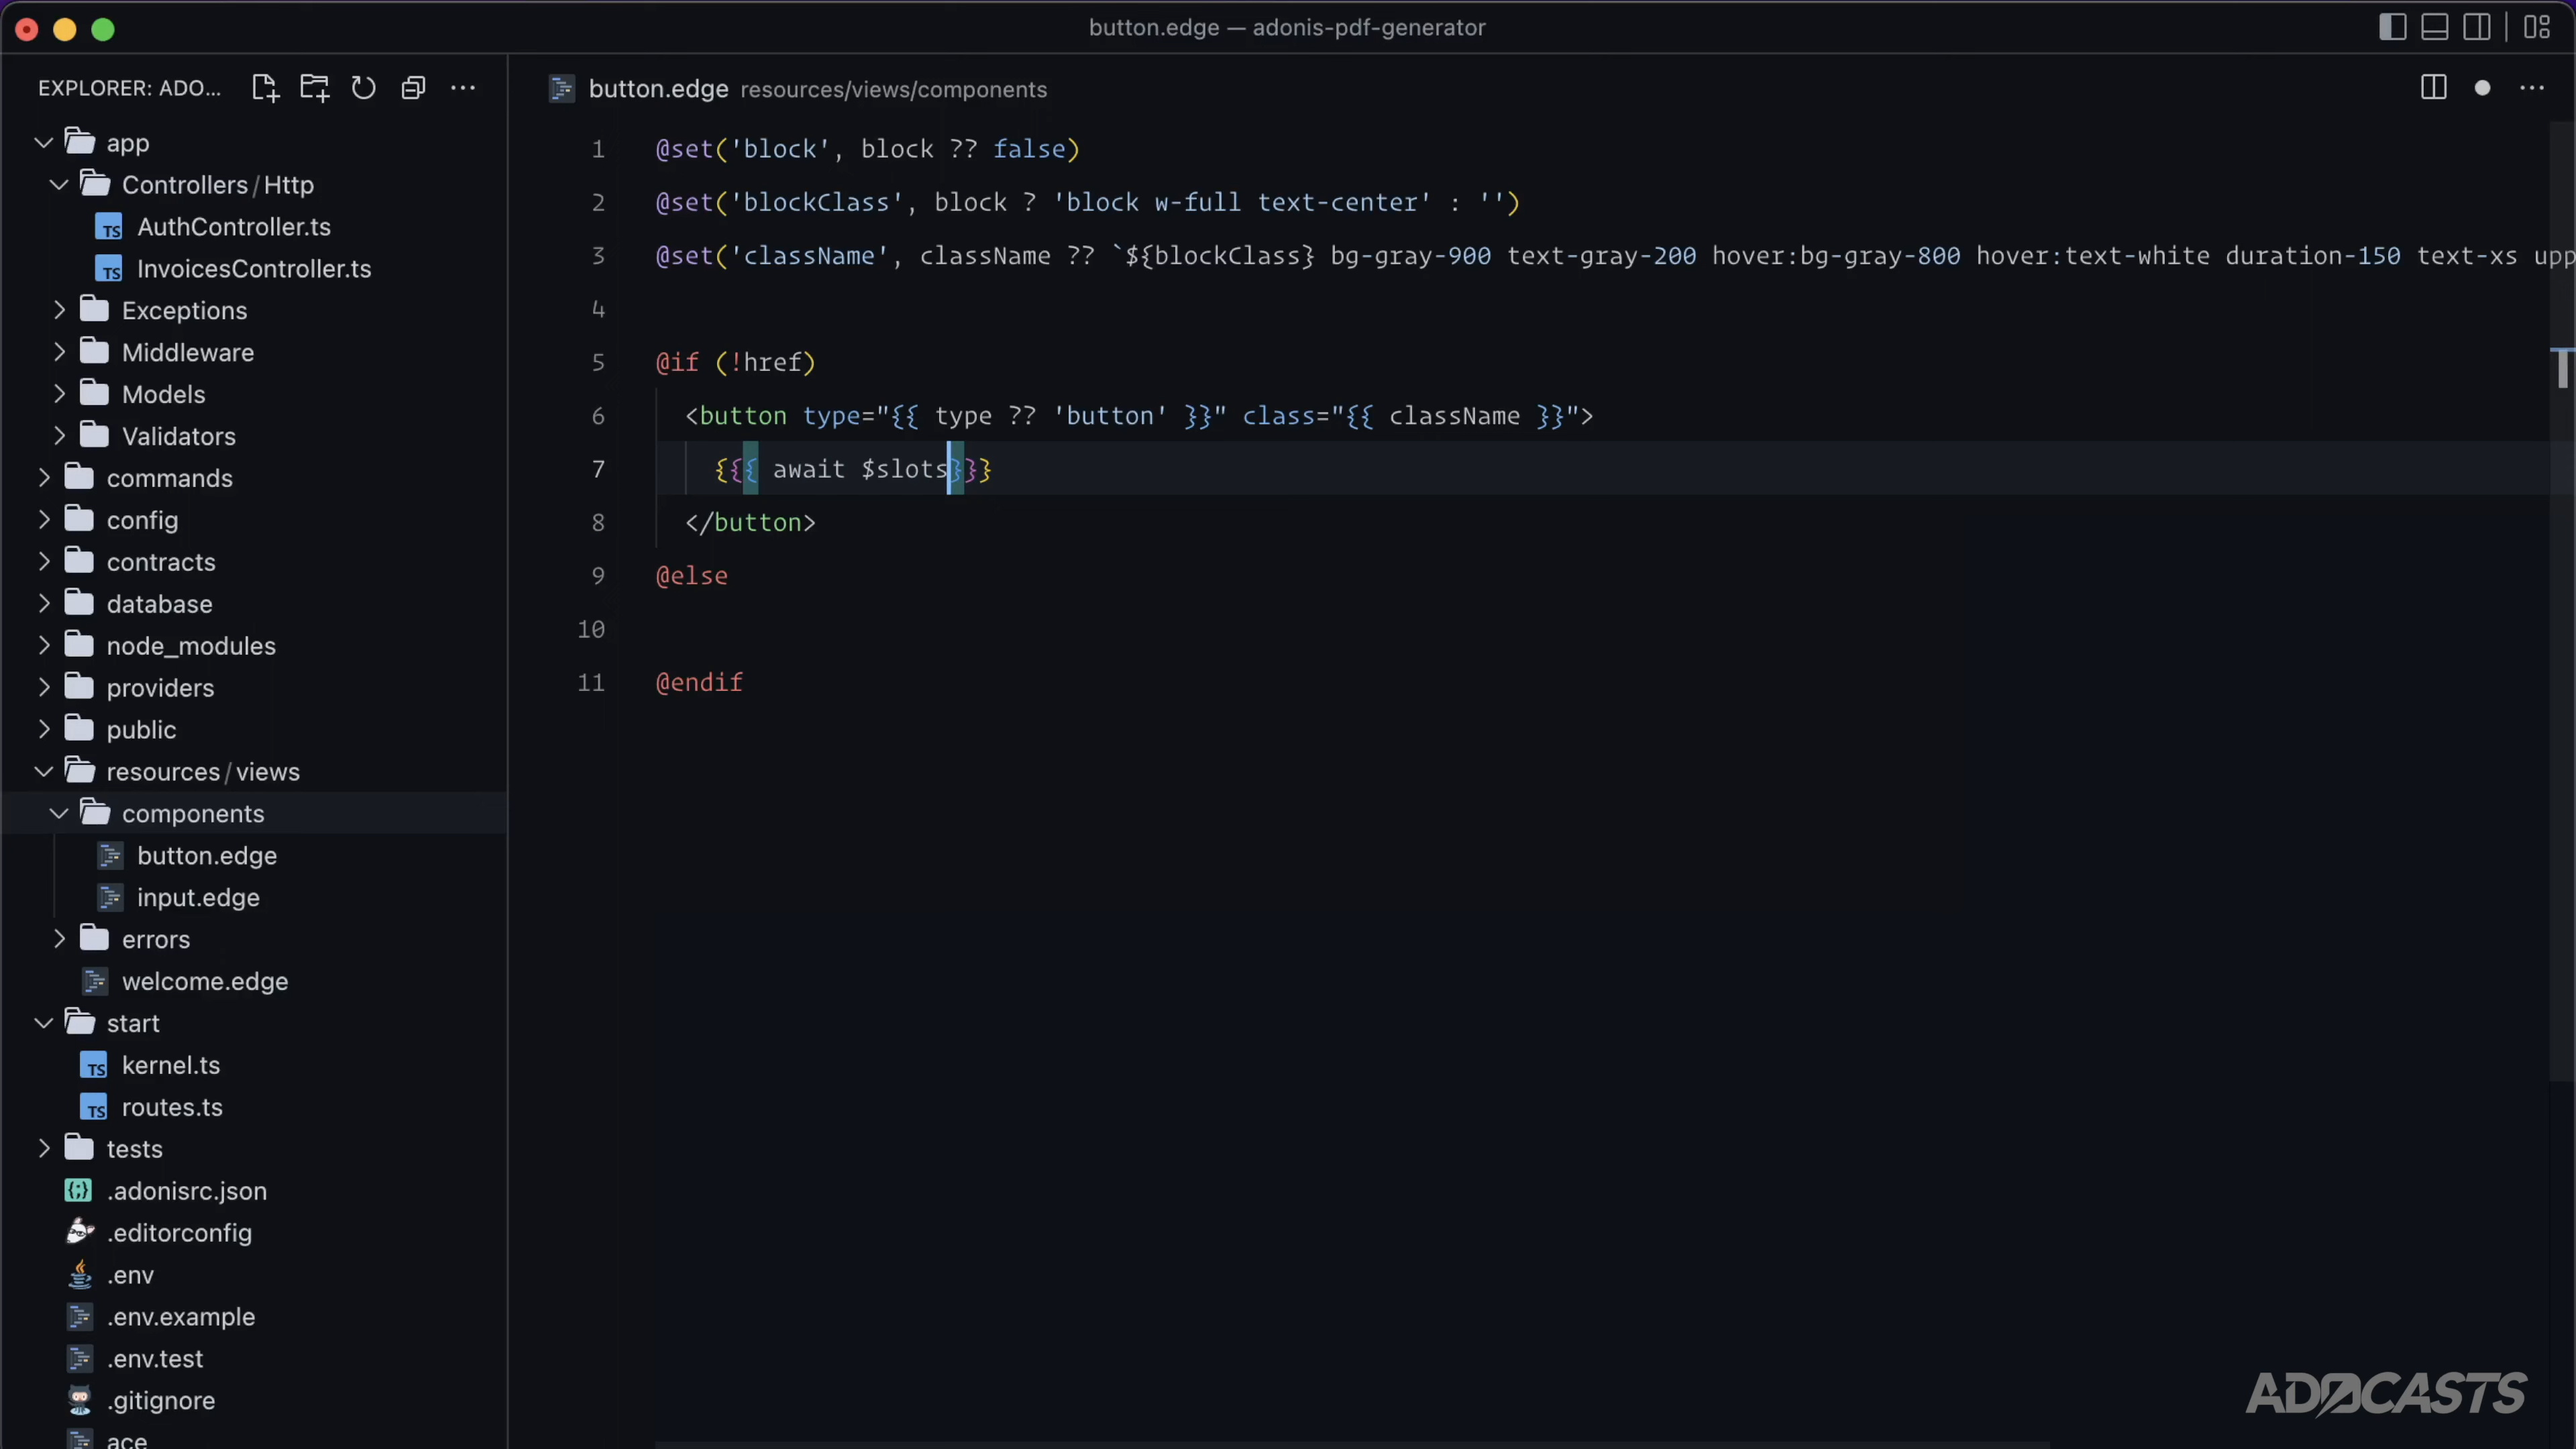 button.edge — adonis-pdf-generator
EXPLORER: ADO...
app
Controllers/Http
AuthController.ts
InvoicesController.ts
Exceptions
Middleware
Models
Validators
commands
config
contracts
database
node_modules
providers
public
resources/views
components
button.edge
input.edge
errors
welcome.edge
start
kernel.ts
routes.ts
tests
.adonisrc.json
.editorconfig
.env
.env.example
.env.test
.gitignore
ace
button.edge resources/views/components
1 @set('block', block ?? false)
2 @set('blockClass', block ? 'block w-full text-center' : '')
3 @set('className', className ?? `${blockClass} bg-gray-900 text-gray-200 hover:bg-gray-800 hover:text-white duration-150 text-xs upp
4
5 @if (!href)
6 <button type="{{ type ?? 'button' }}" class="{{ className }}">
7 {{{ await $slots}}}
8 </button>
9 @else
10
11 @endif
ADOCASTS